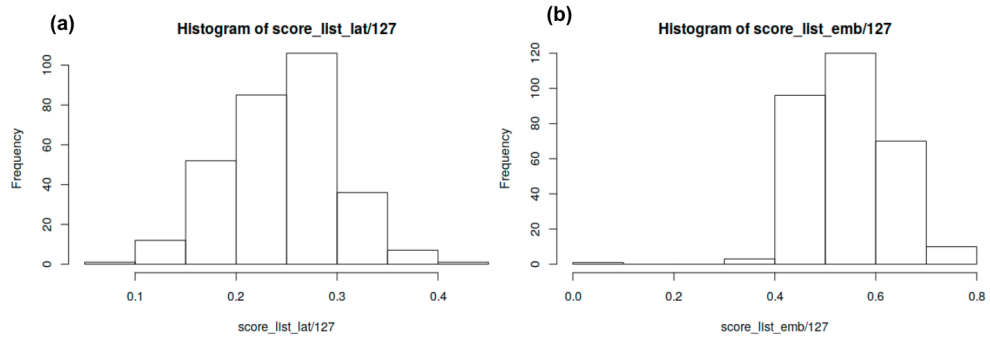 (a)
Histogram of score_list_lat/127
Frequency
100
80
60
40
20
0
0.1 0.2 0.3 0.4
score_list_lat/127
(b)
Histogram of score_list_emb/127
Frequency
120
100
80
60
40
20
0
0.0 0.2 0.4 0.6 0.8
score_list_emb/127